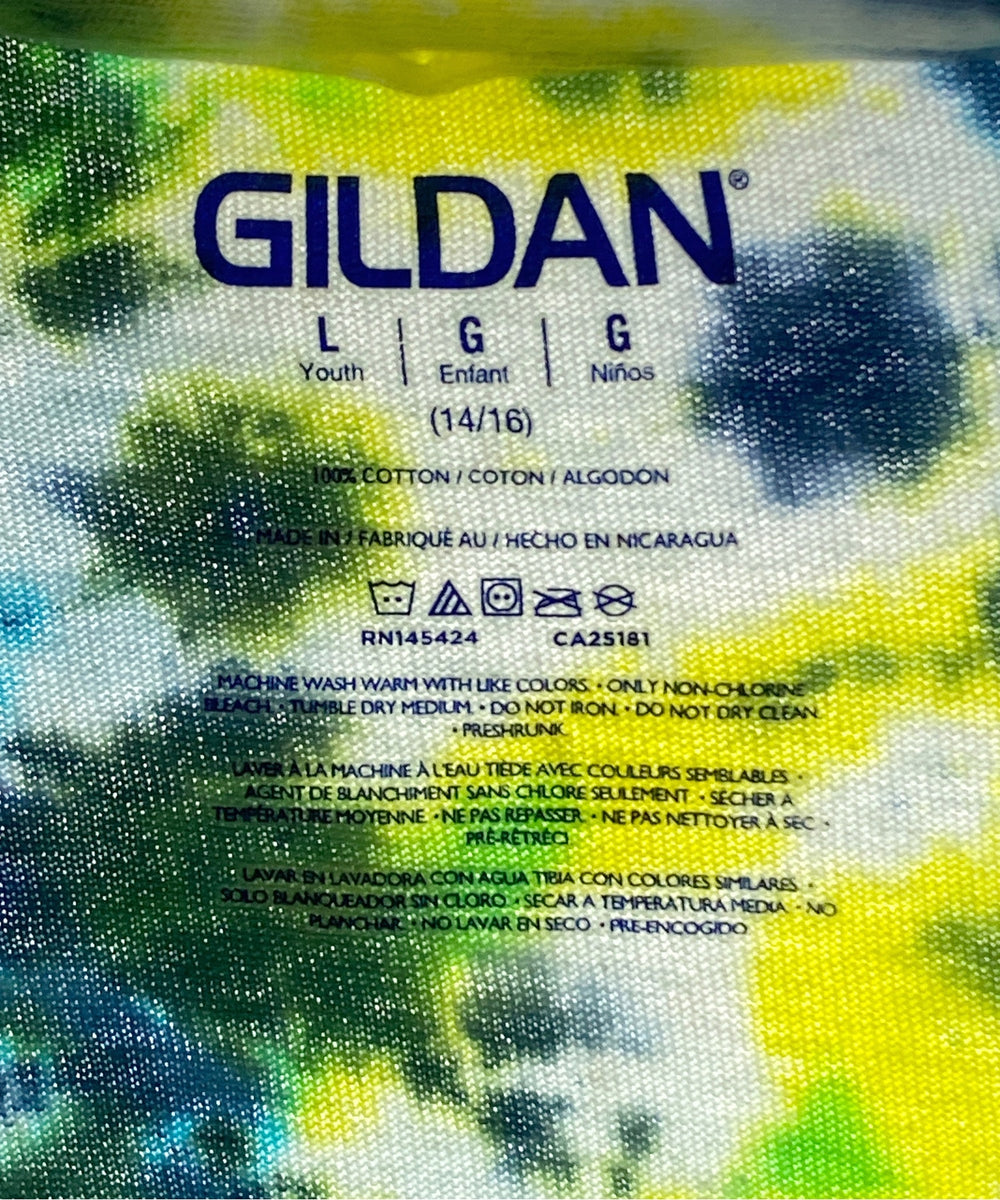 GILDAN®
L | G | G
Youth Enfant Niños
(14/16)
100% COTTON / COTON / ALGODÓN
MADE IN / FABRIQUÉ AU / HECHO EN NICARAGUA
RN145424 CA25181
MACHINE WASH WARM WITH LIKE COLORS • ONLY NON-CHLORINE
BLEACH • TUMBLE DRY MEDIUM • DO NOT IRON • DO NOT DRY CLEAN
• PRESHRUNK
LAVER À LA MACHINE À L'EAU TIÈDE AVEC COULEURS SEMBLABLES •
AGENT DE BLANCHIMENT SANS CHLORE SEULEMENT • SÉCHER À
TEMPÉRATURE MOYENNE • NE PAS REPASSER • NE PAS NETTOYER À SEC •
PRÉ-RÉTRÉCI
LAVAR EN LAVADORA CON AGUA TIBIA CON COLORES SIMILARES •
SOLO BLANQUEADOR SIN CLORO • SECAR A TEMPERATURA MEDIA • NO
PLANCHAR • NO LAVAR EN SECO • PRE-ENCOGIDO